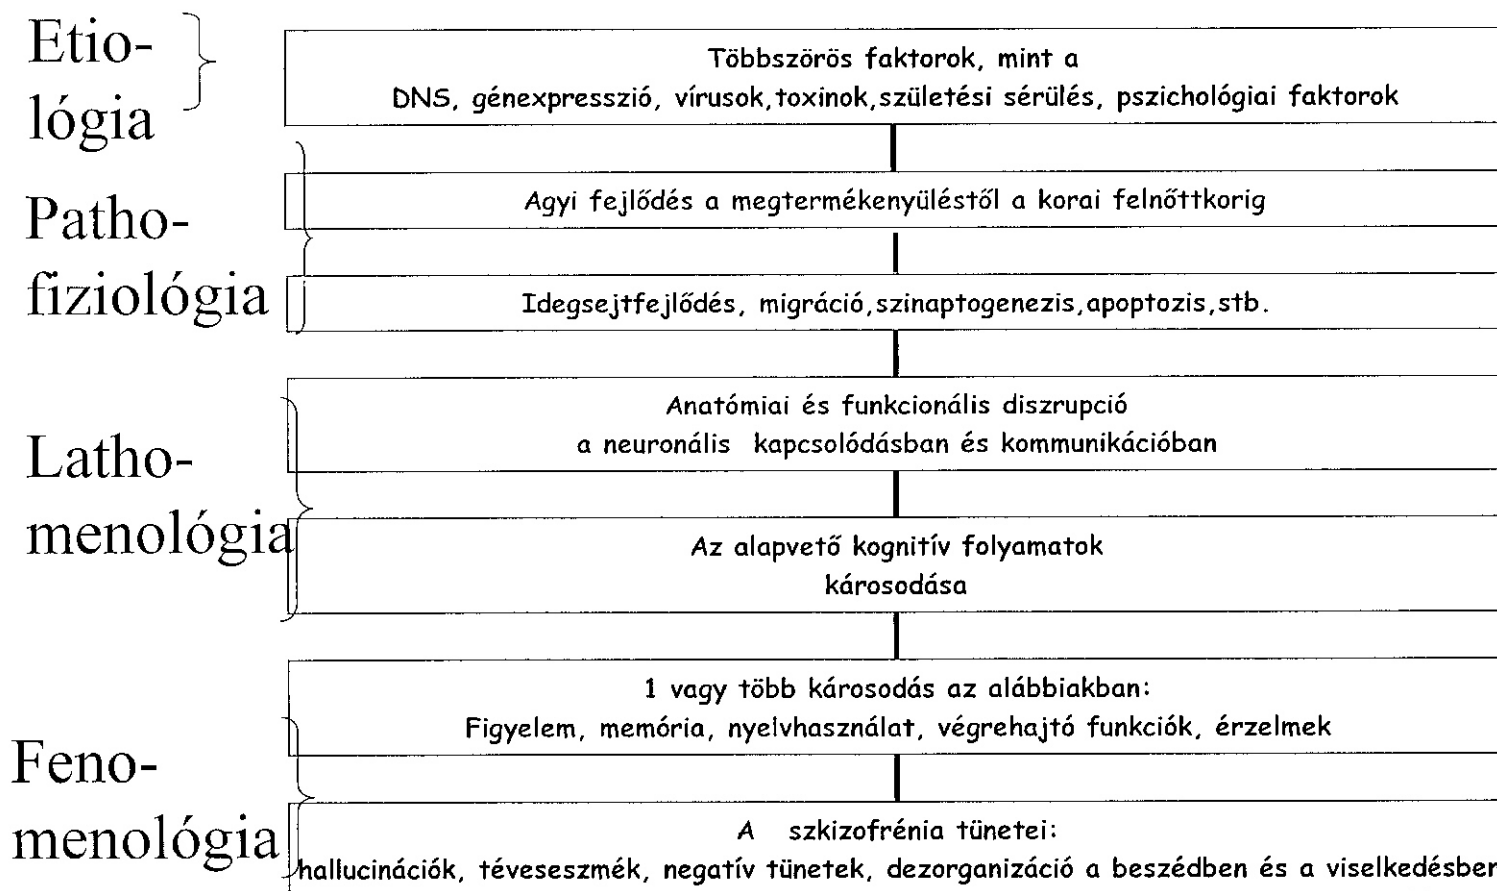 Etio-
lógia
Többszörös faktorok, mint a
DNS, génexpresszió, vírusok,toxinok,születési sérülés, pszichológiai faktorok
Patho-
fiziológia
Agyi fejlődés a megtermékenyüléstől a korai felnőttkorig
Idegsejtfejlődés, migráció,szinaptogenezis,apoptozis,stb.
Latho-
menológia
Anatómiai és funkcionális diszrupció
a neuronális kapcsolódásban és kommunikációban
Az alapvető kognitív folyamatok
károsodása
Feno-
menológia
1 vagy több károsodás az alábbiakban:
Figyelem, memória, nyelvhasználat, végrehajtó funkciók, érzelmek
A szkizofrénia tünetei:
hallucinációk, téveseszmék, negatív tünetek, dezorganizáció a beszédben és a viselkedésben